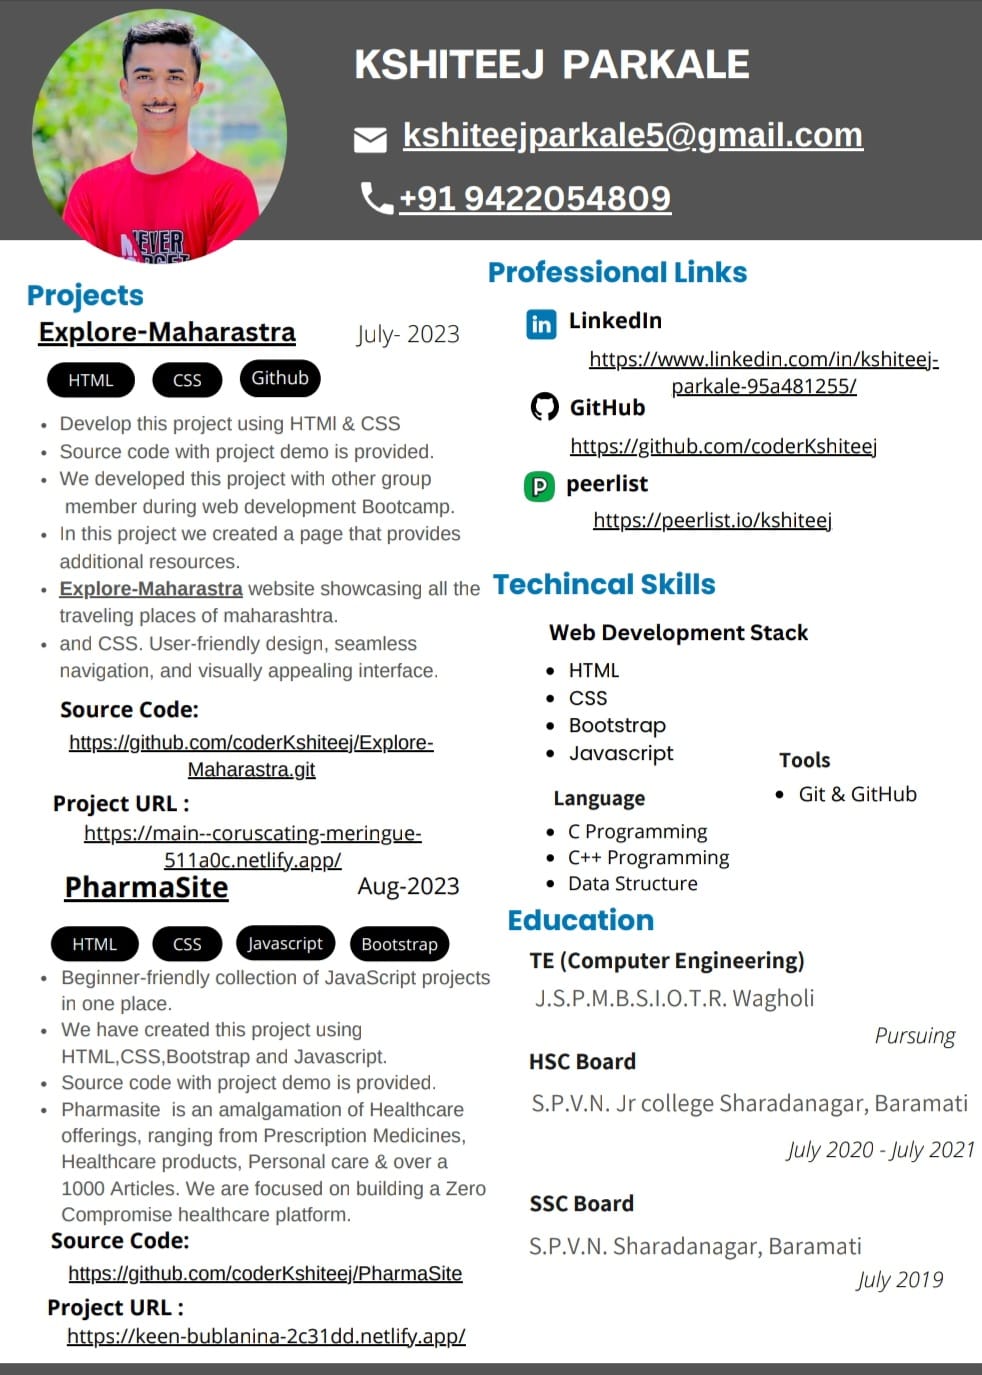 KSHITEEJ PARKALE
kshiteejparkale5@gmail.com
+91 9422054809
Projects
Explore-Maharastra
July- 2023
HTML
CSS
Github
• Develop this project using HTMl & CSS
• Source code with project demo is provided.
• We developed this project with other group
member during web development Bootcamp.
• In this project we created a page that provides
additional resources.
• Explore-Maharastra website showcasing all the
traveling places of maharashtra.
• and CSS. User-friendly design, seamless
navigation, and visually appealing interface.
Source Code:
https://github.com/coderKshiteej/Explore-
Maharastra.git
Project URL :
https://main--coruscating-meringue-
511a0c.netlify.app/
PharmaSite
Aug-2023
HTML
CSS
Javascript
Bootstrap
• Beginner-friendly collection of JavaScript projects
in one place.
• We have created this project using
HTML,CSS,Bootstrap and Javascript.
• Source code with project demo is provided.
• Pharmasite is an amalgamation of Healthcare
offerings, ranging from Prescription Medicines,
Healthcare products, Personal care & over a
1000 Articles. We are focused on building a Zero
Compromise healthcare platform.
Source Code:
https://github.com/coderKshiteej/PharmaSite
Project URL :
https://keen-bublanina-2c31dd.netlify.app/
Professional Links
in LinkedIn
https://www.linkedin.com/in/kshiteej-
parkale-95a481255/
GitHub
https://github.com/coderKshiteej
P peerlist
https://peerlist.io/kshiteej
Techincal Skills
Web Development Stack
• HTML
• CSS
• Bootstrap
• Javascript
Tools
• Git & GitHub
Language
• C Programming
• C++ Programming
• Data Structure
Education
TE (Computer Engineering)
J.S.P.M.B.S.I.O.T.R. Wagholi
Pursuing
HSC Board
S.P.V.N. Jr college Sharadanagar, Baramati
July 2020 - July 2021
SSC Board
S.P.V.N. Sharadanagar, Baramati
July 2019